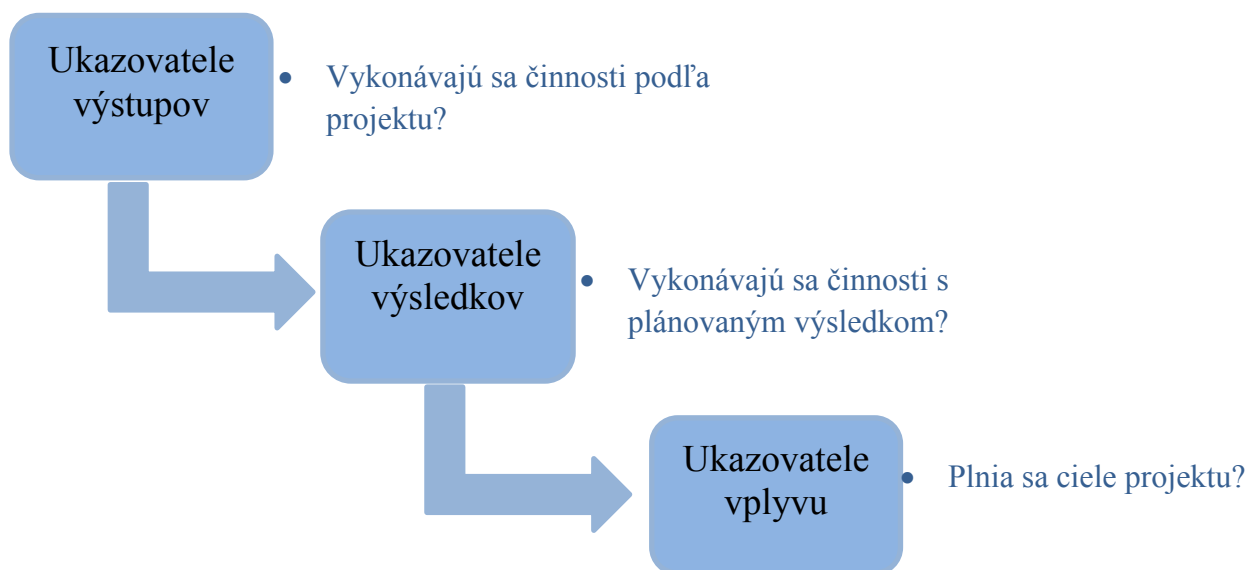 Ukazovatele
výstupov
• Vykonávajú sa činnosti podľa
projektu?
Ukazovatele
výsledkov
• Vykonávajú sa činnosti s
plánovaným výsledkom?
Ukazovatele
vplyvu
• Plnia sa ciele projektu?